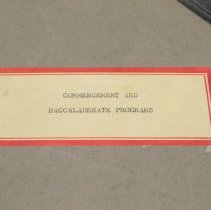 COMMENCEMENT AND
BACCALAUREATE PROGRAMS